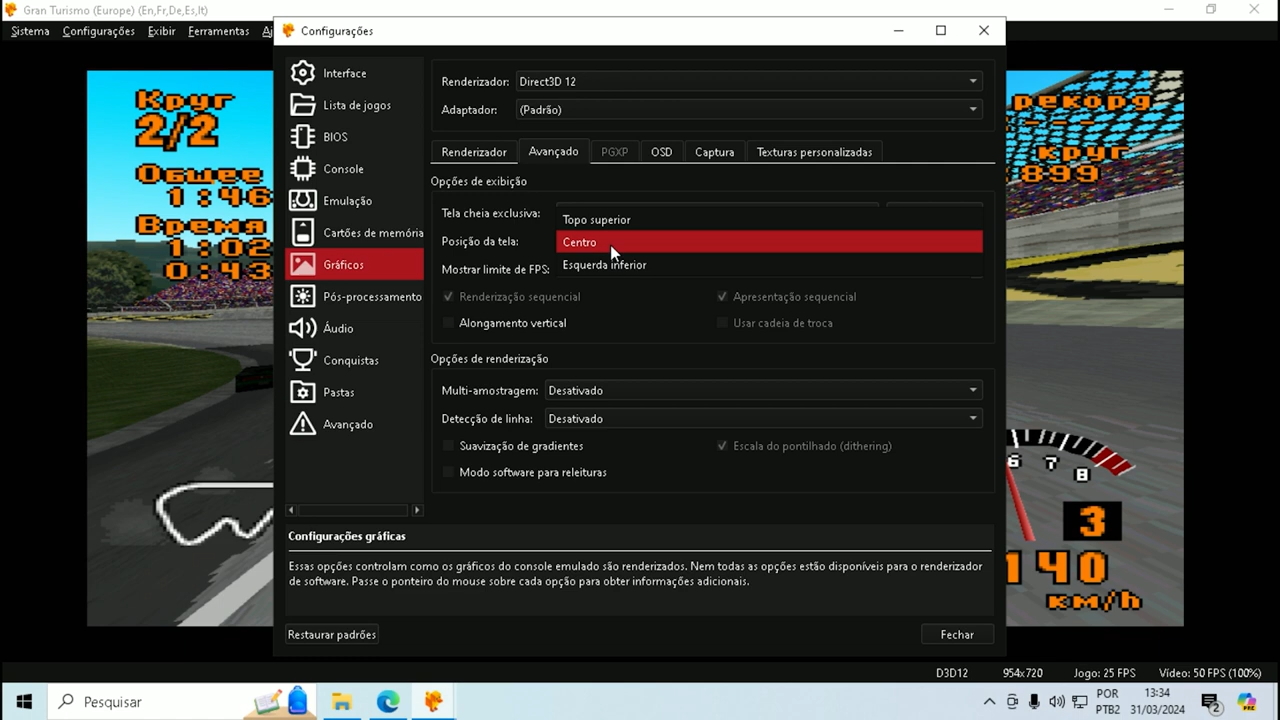 Gran Turismo (Europe) (En,Fr,De,Es,It)
Sistema Configurações Exibir Ferramentas Aj
Configurações
Interface
Lista de jogos
BIOS
Console
Emulação
Cartões de memória
Gráficos
Pós-processamento
Áudio
Conquistas
Pastas
Avançado
Renderizador: Direct3D 12
Adaptador: (Padrão)
Renderizador Avançado PGXP OSD Captura Texturas personalizadas
Opções de exibição
Tela cheia exclusiva:
Topo superior
Posição da tela: Centro
Mostrar limite de FPS: Esquerda inferior
Renderização sequencial Apresentação sequencial
Alongamento vertical Usar cadeia de troca
Opções de renderização
Multi-amostragem: Desativado
Detecção de linha: Desativado
Suavização de gradientes Escala do pontilhado (dithering)
Modo software para releituras
Configurações gráficas
Essas opções controlam como os gráficos do console emulado são renderizados. Nem todas as opções estão disponíveis para o renderizador
de software. Passe o ponteiro do mouse sobre cada opção para obter informações adicionais.
Restaurar padrões Fechar
Круг
2/2
Общее
1:46
Время
1:02
0:43
рекорд
- - -
круг
899
6 7 8
3
140
км/h
D3D12 954x720 Jogo: 25 FPS Vídeo: 50 FPS (100%)
Pesquisar
POR
PTB2
13:34
31/03/2024
2
PRE